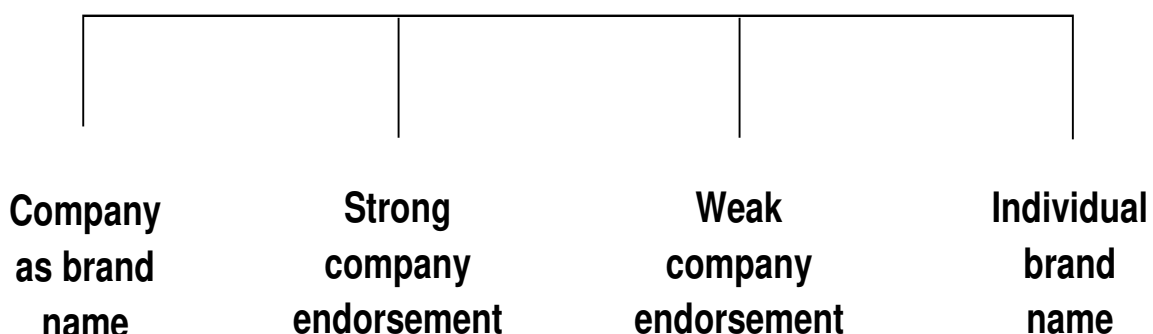 Company
as brand
name
Strong
company
endorsement
Weak
company
endorsement
Individual
brand
name